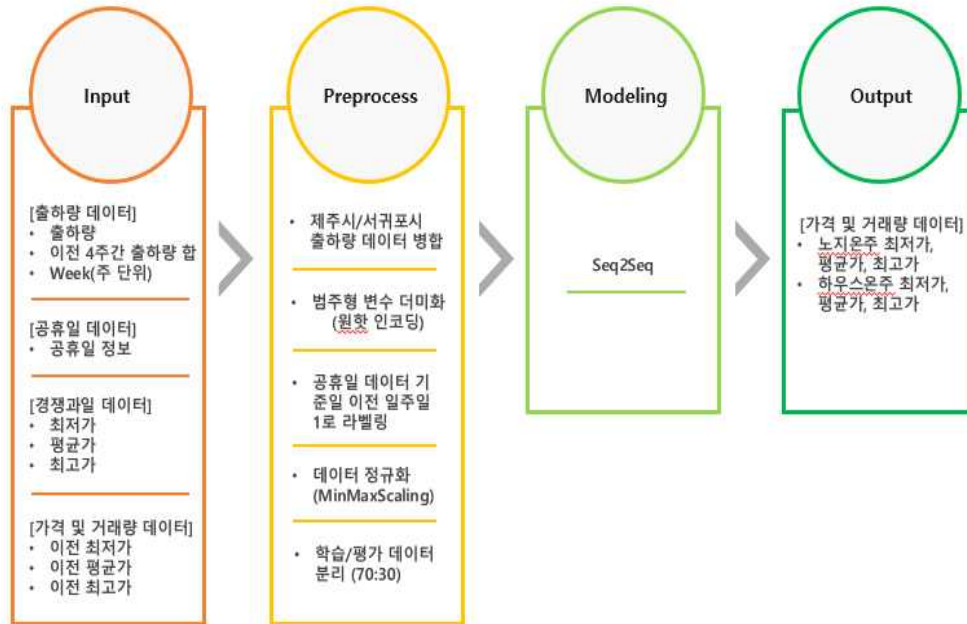 Input
[출하량 데이터]
• 출하량
• 이전 4주간 출하량 합
• Week(주 단위)
[공휴일 데이터]
• 공휴일 정보
[경쟁과일 데이터]
• 최저가
• 평균가
• 최고가
[가격 및 거래량 데이터]
• 이전 최저가
• 이전 평균가
• 이전 최고가
Preprocess
• 제주시/서귀포시
출하량 데이터 병합
• 범주형 변수 더미화
(원핫 인코딩)
• 공휴일 데이터 기
준일 이전 일주일
1로 라벨링
• 데이터 정규화
(MinMaxScaling)
• 학습/평가 데이터
분리 (70:30)
Modeling
Seq2Seq
Output
[가격 및 거래량 데이터]
• 노지온주 최저가,
평균가, 최고가
• 하우스온주 최저가,
평균가, 최고가